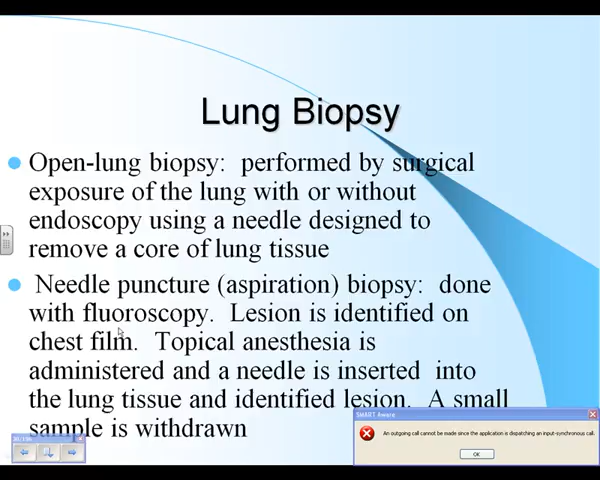 Lung Biopsy
Open-lung biopsy:  performed by surgical
exposure of the lung with or without
endoscopy using a needle designed to
remove a core of lung tissue
Needle puncture (aspiration) biopsy:  done
with fluoroscopy.  Lesion is identified on
chest film.  Topical anesthesia is
administered and a needle is inserted  into
the lung tissue and identified lesion.  A small
sample is withdrawn
SMART Aware
An outgoing call cannot be made since the application is dispatching an input-synchronous call.
OK